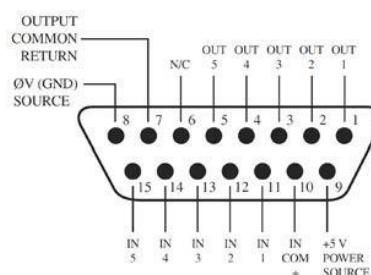 OUTPUT
COMMON
RETURN
ØV (GND)
SOURCE
N/C
OUT
5
OUT
4
OUT
3
OUT
2
OUT
1
8 7 6 5 4 3 2 1
15 14 13 12 11 10 9
IN
5
IN
4
IN
3
IN
2
IN
1
IN
COM
+
+5 V
POWER
SOURCE